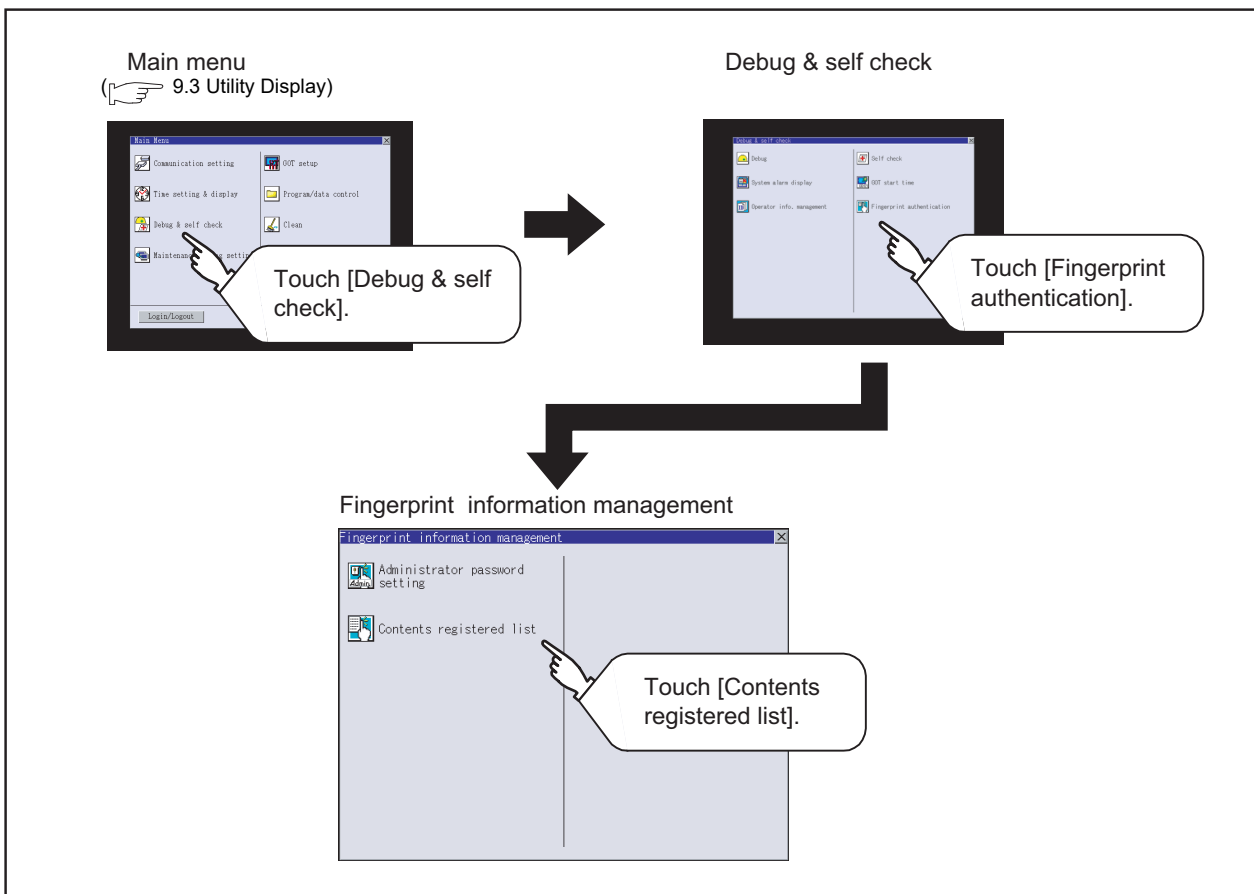 Main menu
( 9.3 Utility Display)
Main Menu
Communication setting
GOT setup
Time setting & display
Program/data control
Debug & self check
Clean
Login/Logout
Touch [Debug & self
check].
Debug & self check
Debug & self check
Debug
Self check
System alarm display
GOT start time
Operator info. management
Fingerprint authentication
Touch [Fingerprint
authentication].
Fingerprint information management
Fingerprint information management
Administrator password
setting
Admin.
Contents registered list
Touch [Contents
registered list].